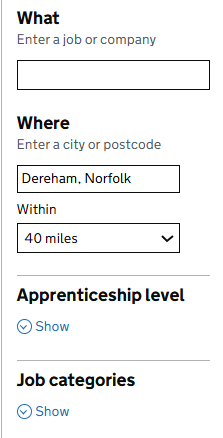 What
Enter a job or company
Where
Enter a city or postcode
Dereham, Norfolk
Within
40 miles
Apprenticeship level
Show
Job categories
Show